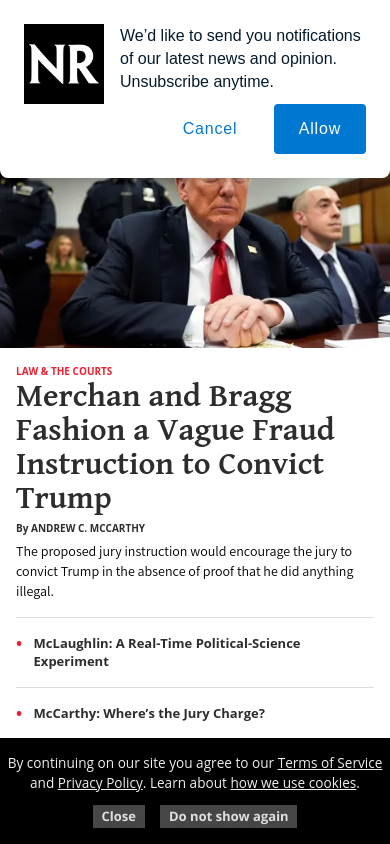 NR
We'd like to send you notifications
of our latest news and opinion.
Unsubscribe anytime.
Cancel
Allow
LAW & THE COURTS
Merchan and Bragg
Fashion a Vague Fraud
Instruction to Convict
Trump
By ANDREW C. MCCARTHY
The proposed jury instruction would encourage the jury to
convict Trump in the absence of proof that he did anything
illegal.
• McLaughlin: A Real-Time Political-Science
Experiment
• McCarthy: Where’s the Jury Charge?
By continuing on our site you agree to our Terms of Service
and Privacy Policy. Learn about how we use cookies.
Close
Do not show again